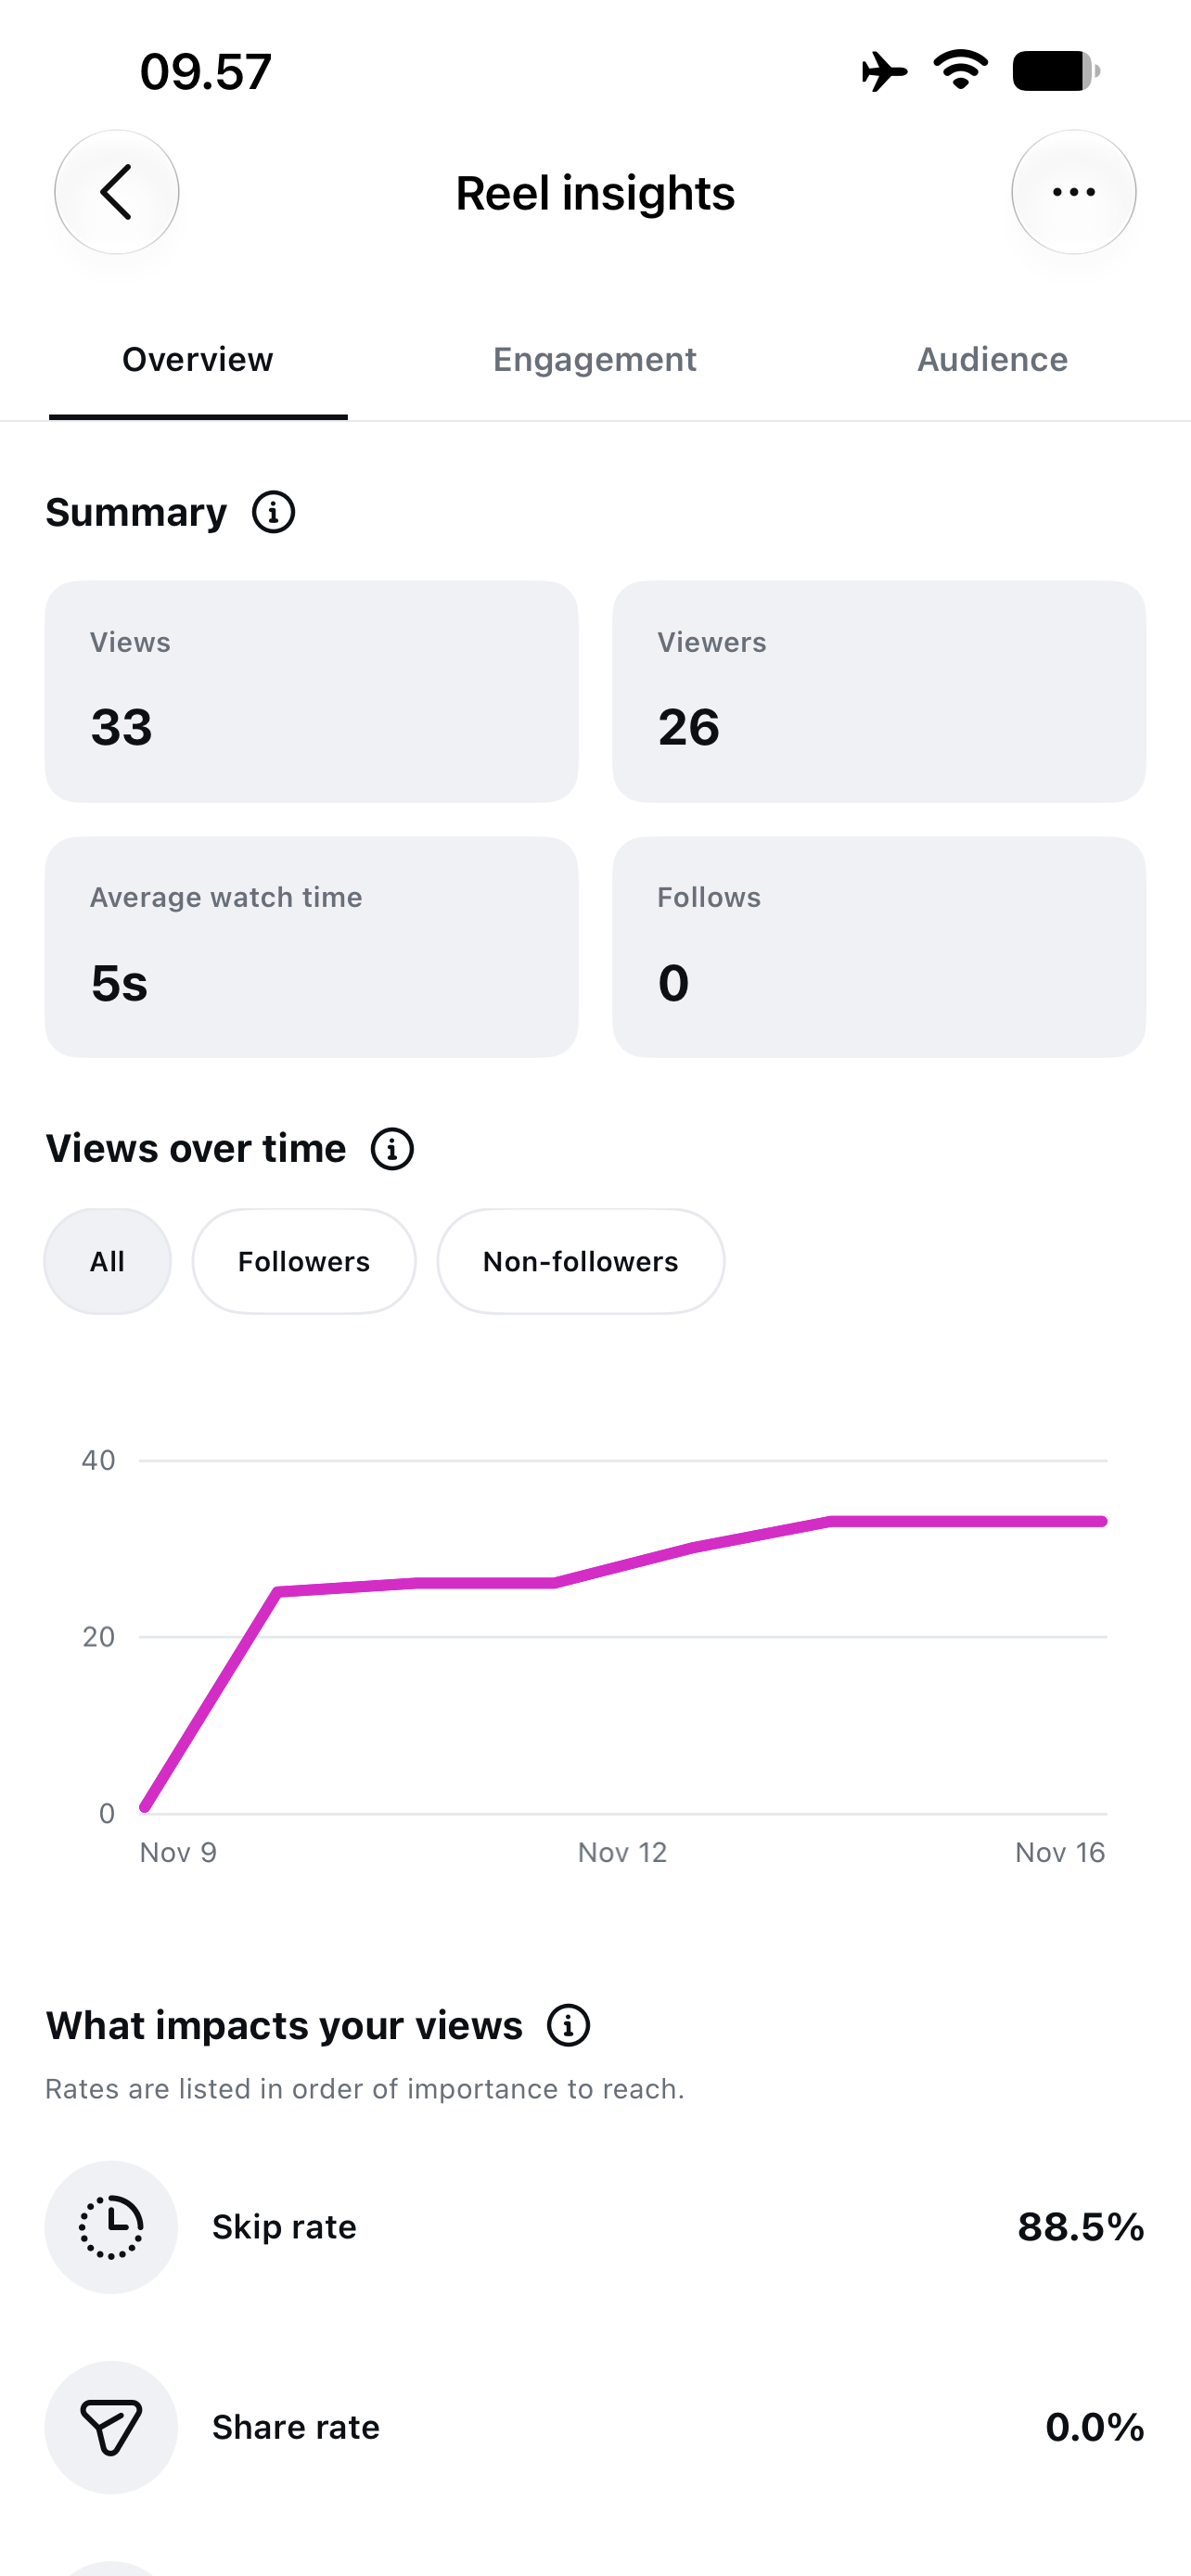 09.57
Reel insights
Overview Engagement Audience
Summary
Views
33
Viewers
26
Average watch time
5s
Follows
0
Views over time
All Followers Non-followers
40
20
0
Nov 9 Nov 12 Nov 16
What impacts your views
Rates are listed in order of importance to reach.
Skip rate 88.5%
Share rate 0.0%